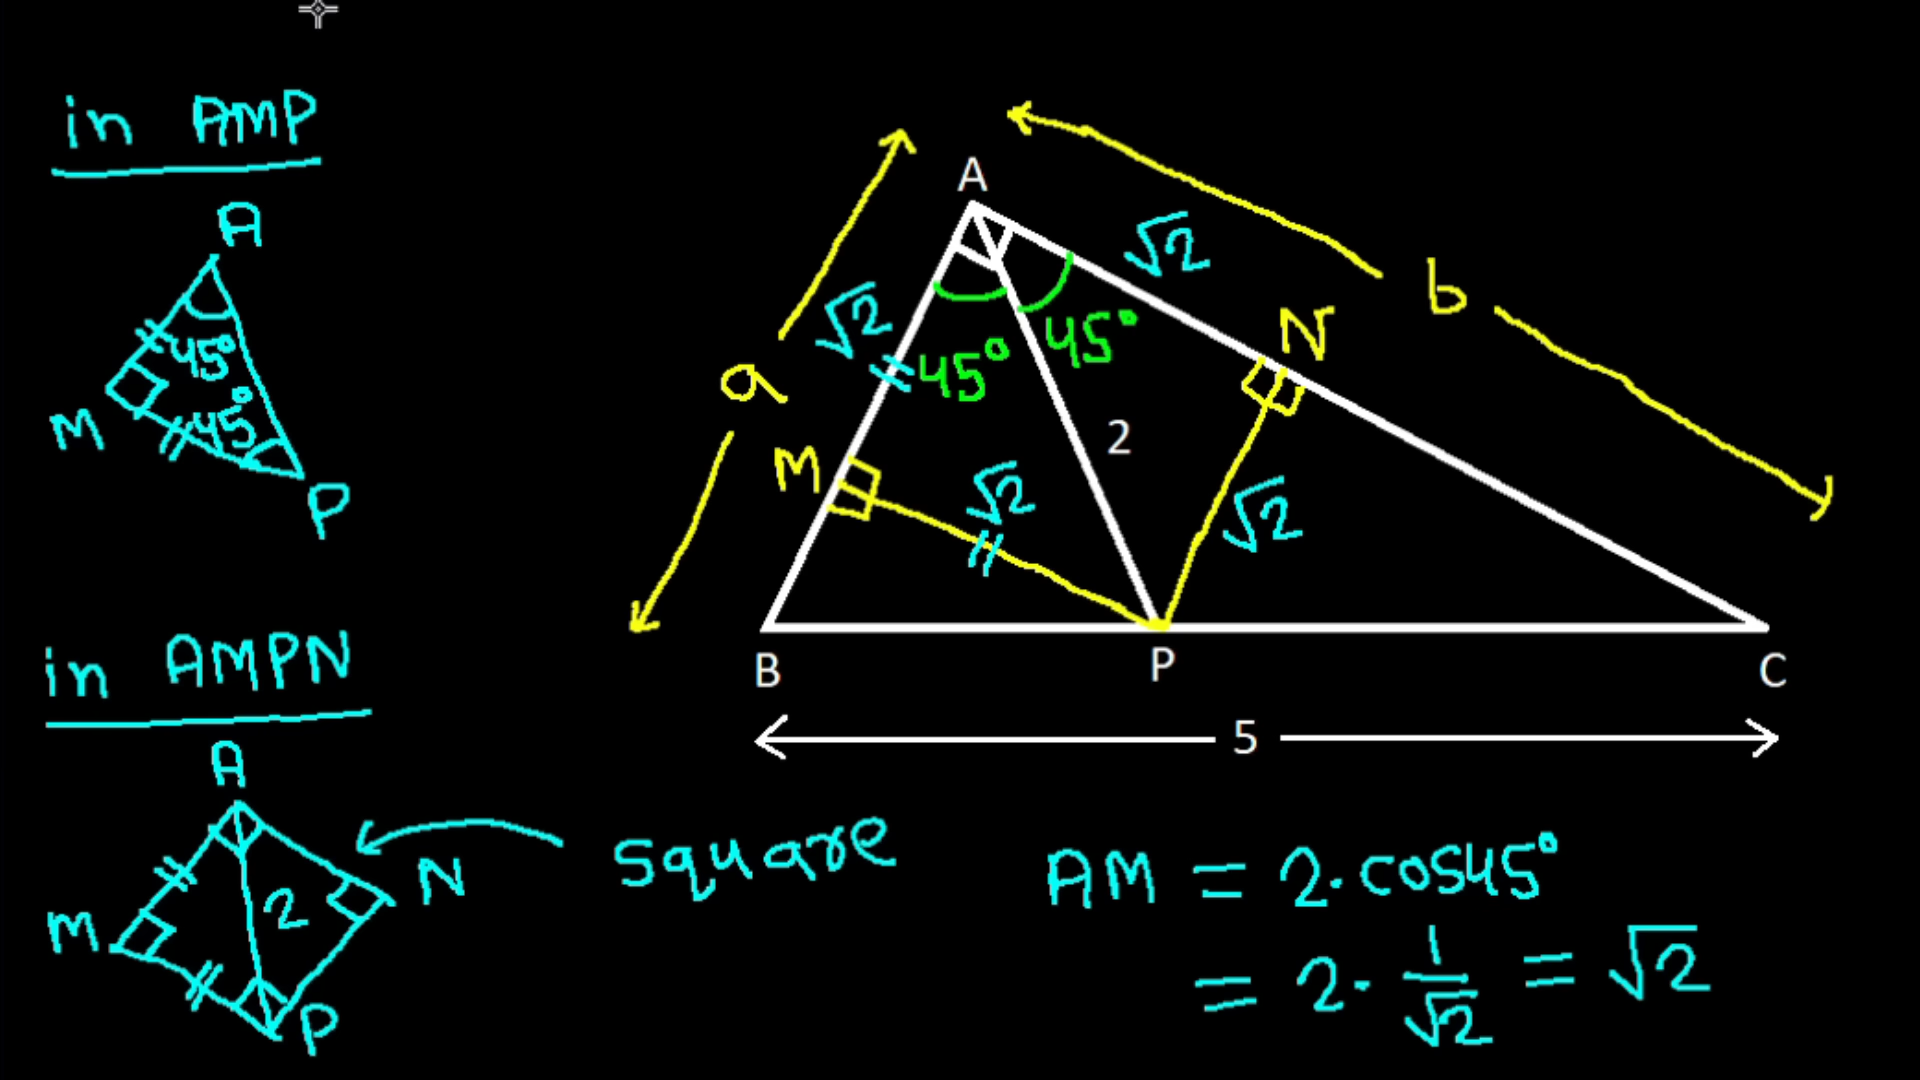 in AMP
A
45°
45°
M
P
in AMPN
A
N
2
M
P
square
A
√2
b
√2
N
45°
45°
a
2
M
√2
√2
B
P
C
5
AM = 2·cos45°
= 2· 1/√2 = √2